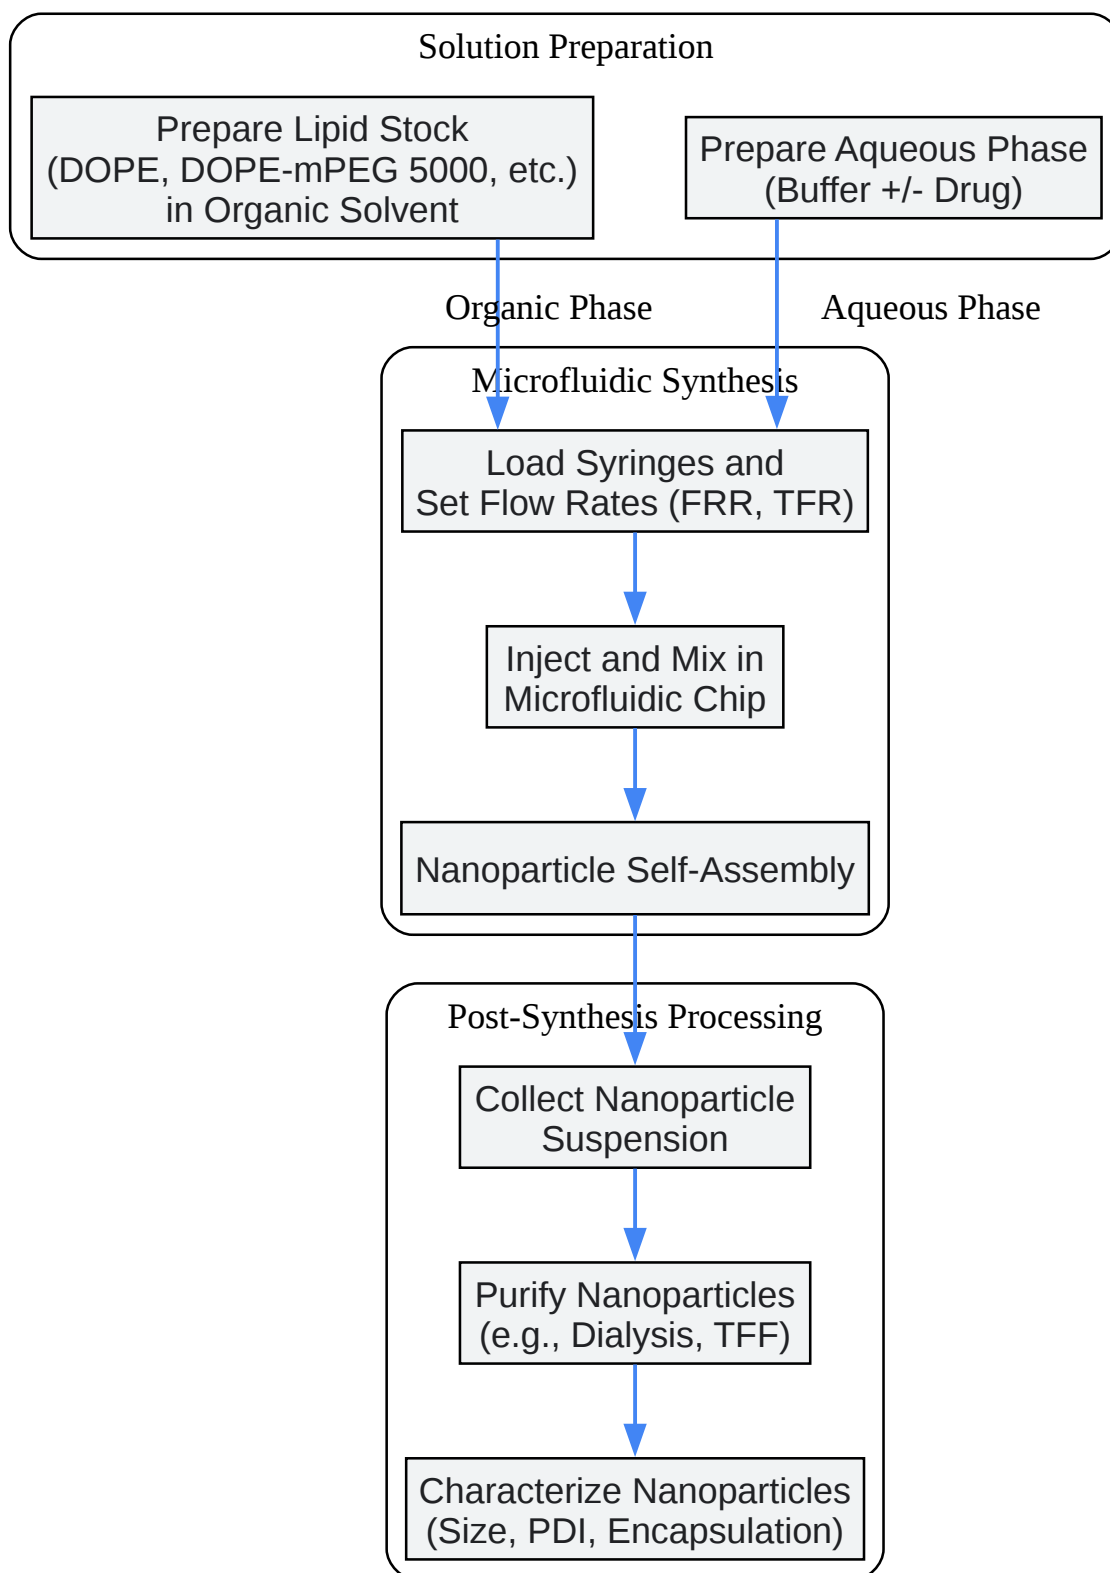 Solution Preparation
Prepare Lipid Stock
(DOPE, DOPE-mPEG 5000, etc.)
in Organic Solvent
Prepare Aqueous Phase
(Buffer +/- Drug)
Organic Phase
Aqueous Phase
Microfluidic Synthesis
Load Syringes and
Set Flow Rates (FRR, TFR)
Inject and Mix in
Microfluidic Chip
Nanoparticle Self-Assembly
Post-Synthesis Processing
Collect Nanoparticle
Suspension
Purify Nanoparticles
(e.g., Dialysis, TFF)
Characterize Nanoparticles
(Size, PDI, Encapsulation)